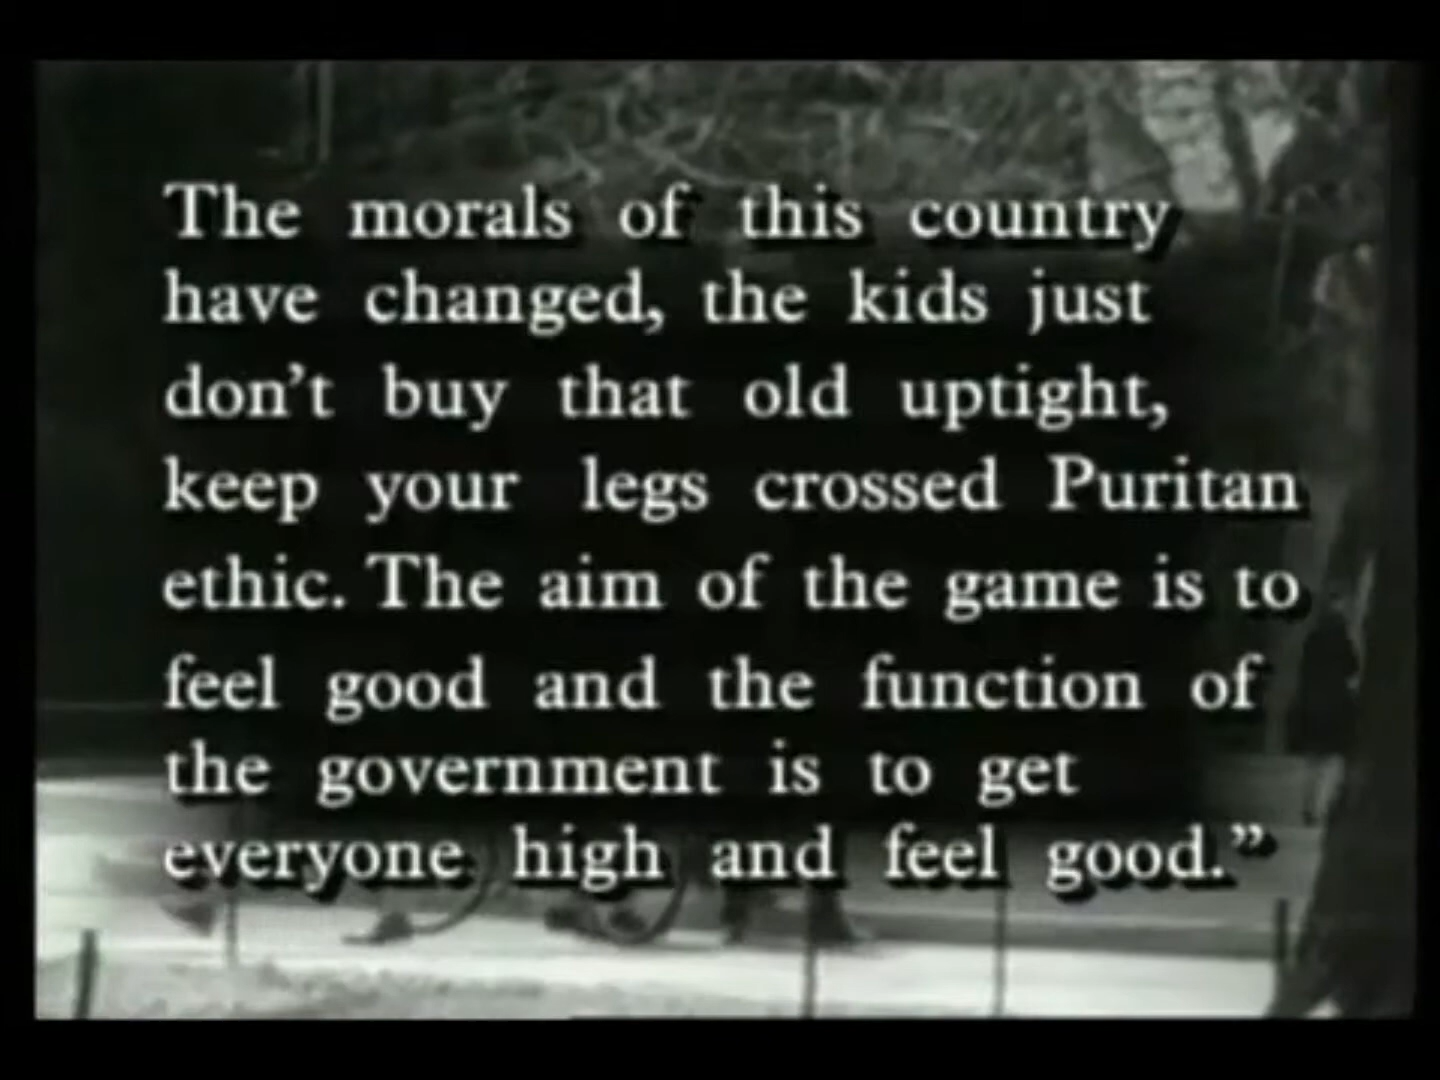 The morals of this country
have changed, the kids just
don't buy that old uptight,
keep your legs crossed Puritan
ethic. The aim of the game is to
feel good and the function of
the government is to get
everyone high and feel good.”